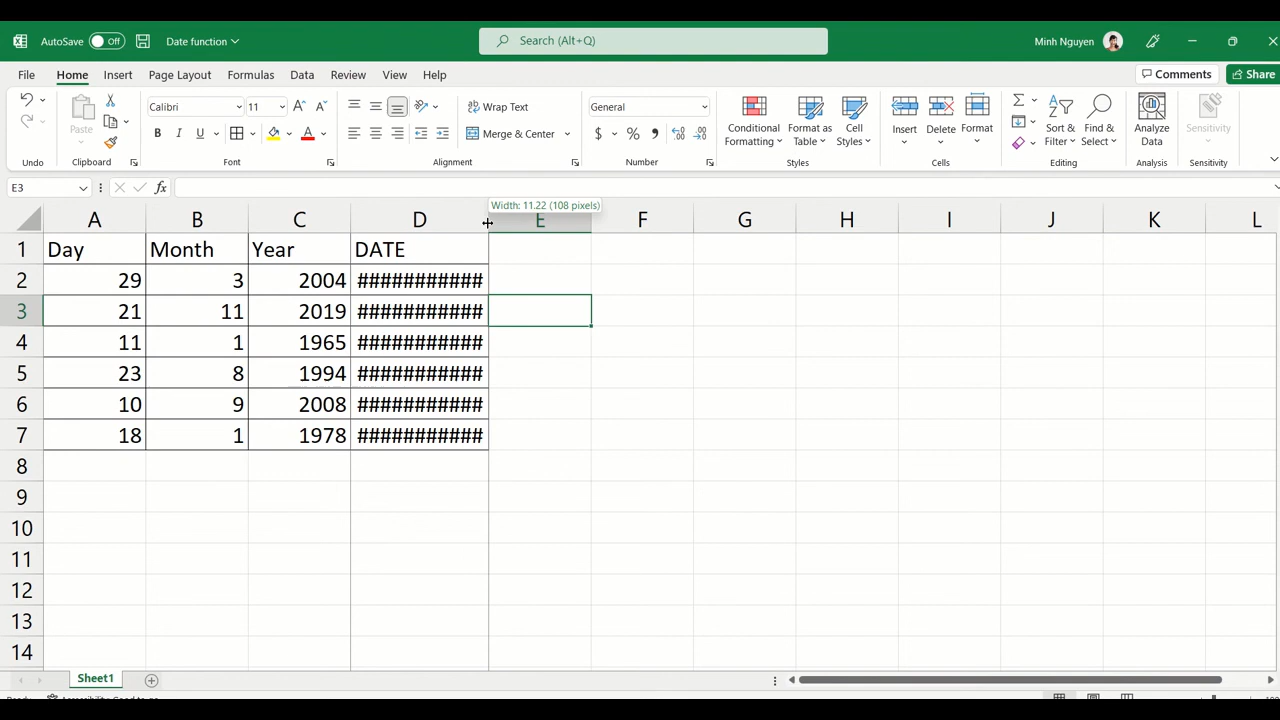 AutoSave Off Date function Search (Alt+Q) Minh Nguyen
File Home Insert Page Layout Formulas Data Review View Help Comments Share
Calibri 11 Wrap Text General
Paste Merge & Center Conditional Formatting Format as Table Cell Styles Insert Delete Format Sort & Filter Find & Select Analyze Data Sensitivity
Undo Clipboard Font Alignment Number Styles Cells Editing Analysis Sensitivity
E3 fx
Width: 11.22 (108 pixels)
A B C D E F G H I J K L
1 Day Month Year DATE
2 29 3 2004 ###########
3 21 11 2019 ###########
4 11 1 1965 ###########
5 23 8 1994 ###########
6 10 9 2008 ###########
7 18 1 1978 ###########
8
9
10
11
12
13
14
Sheet1